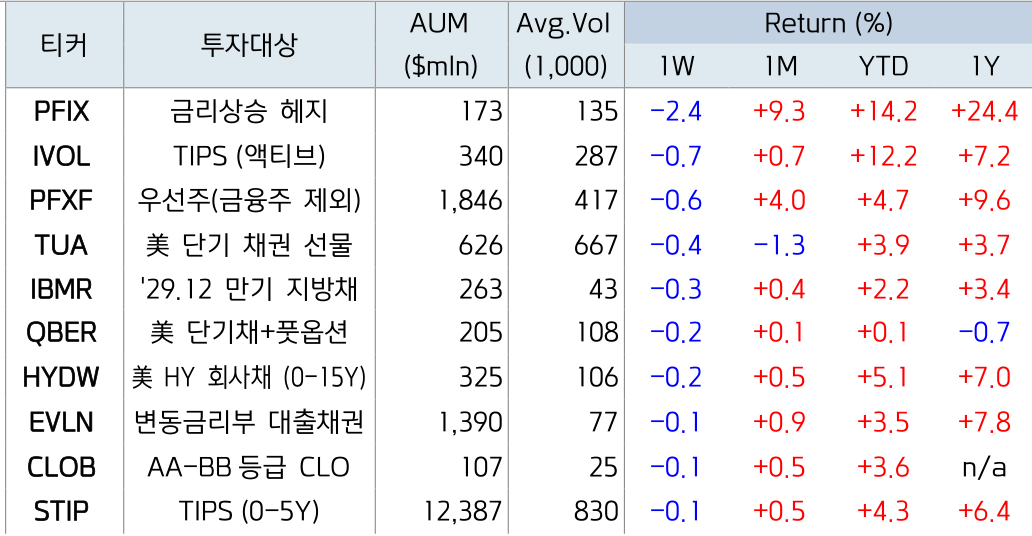 티커 투자대상 AUM ($mln) Avg.Vol (1,000) Return (%)
1W 1M YTD 1Y
PFIX 금리상승 헤지 173 135 -2.4 +9.3 +14.2 +24.4
IVOL TIPS (액티브) 340 287 -0.7 +0.7 +12.2 +7.2
PFXF 우선주(금융주 제외) 1,846 417 -0.6 +4.0 +4.7 +9.6
TUA 美 단기 채권 선물 626 667 -0.4 -1.3 +3.9 +3.7
IBMR '29.12 만기 지방채 263 43 -0.3 +0.4 +2.2 +3.4
QBER 美 단기채+풋옵션 205 108 -0.2 +0.1 +0.1 -0.7
HYDW 美 HY 회사채 (0-15Y) 325 106 -0.2 +0.5 +5.1 +7.0
EVLN 변동금리부 대출채권 1,390 77 -0.1 +0.9 +3.5 +7.8
CLOB AA-BB등급 CLO 107 25 -0.1 +0.5 +3.6 n/a
STIP TIPS (0-5Y) 12,387 830 -0.1 +0.5 +4.3 +6.4